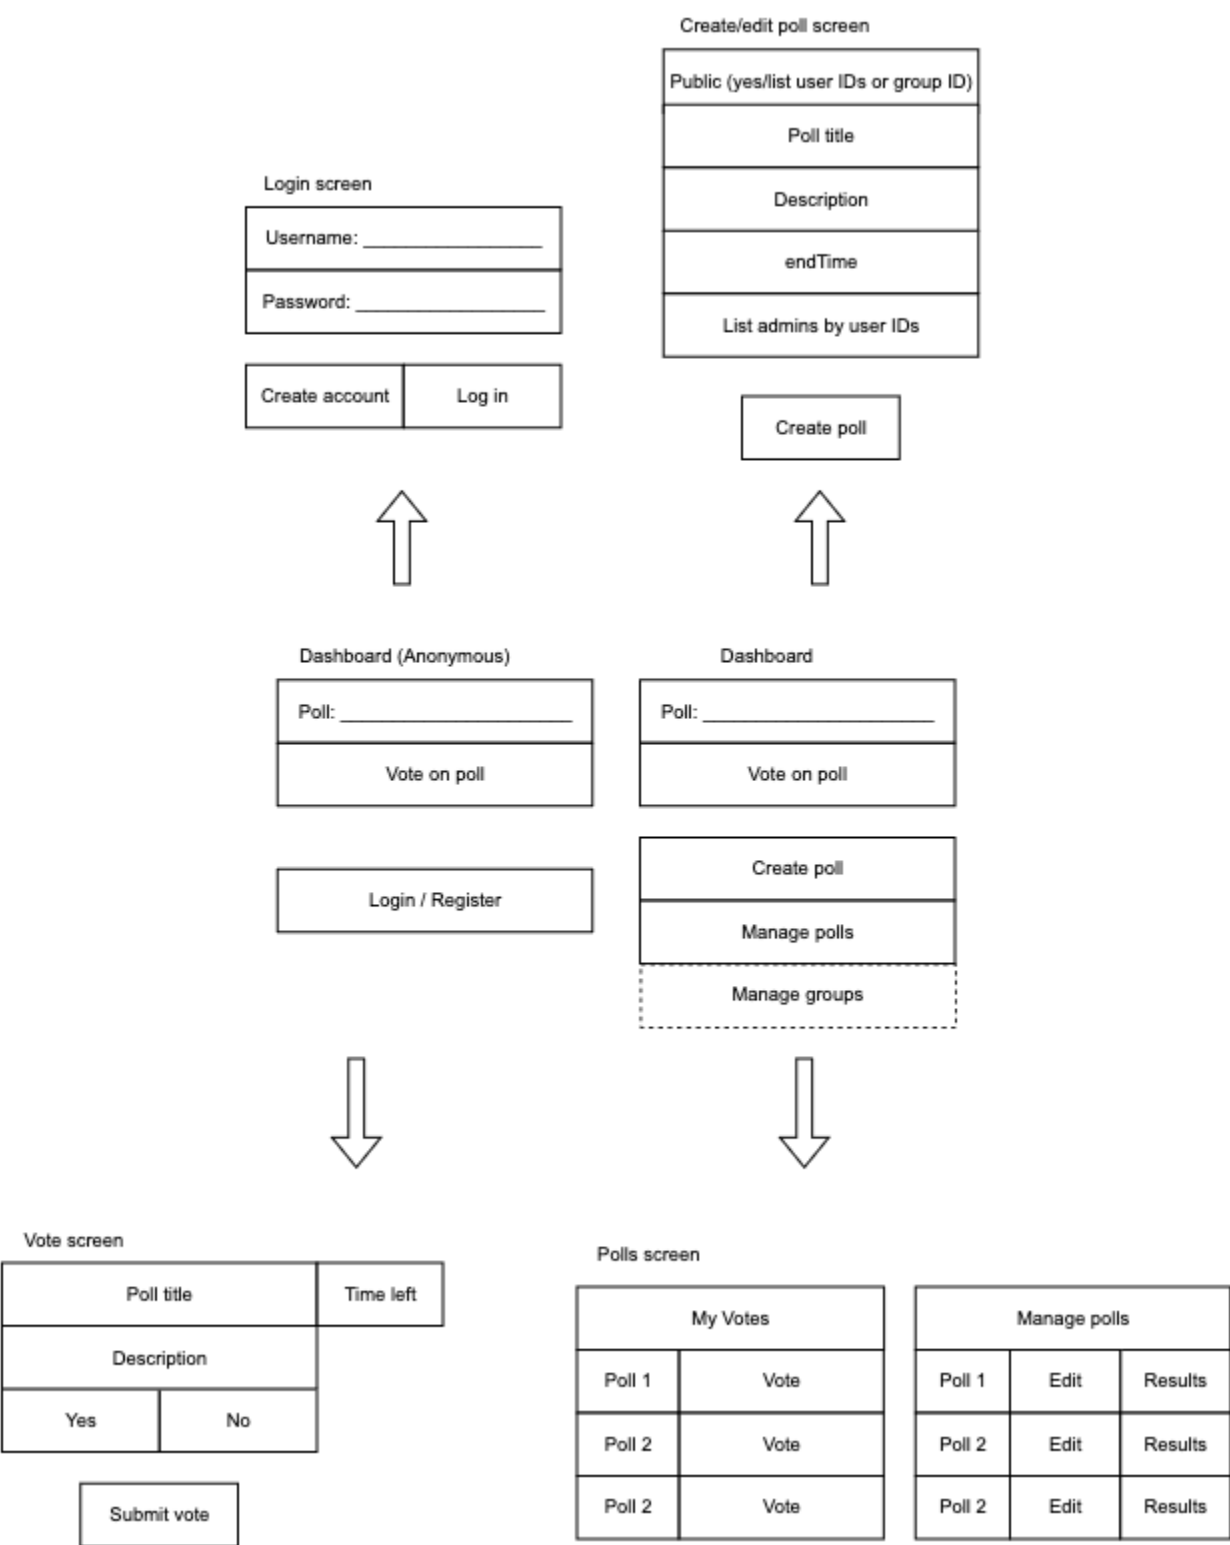 Create/edit poll screen
Public (yes/list user IDs or group ID)
Poll title
Description
endTime
List admins by user IDs
Create poll
Login screen
Username: _________________
Password: __________________
Create account Log in
Dashboard (Anonymous)
Poll: ______________________
Vote on poll
Login / Register
Dashboard
Poll: ______________________
Vote on poll
Create poll
Manage polls
Manage groups
Vote screen
Poll title Time left
Description
Yes No
Submit vote
Polls screen
My Votes
Poll 1 Vote
Poll 2 Vote
Poll 2 Vote
Manage polls
Poll 1 Edit Results
Poll 2 Edit Results
Poll 2 Edit Results